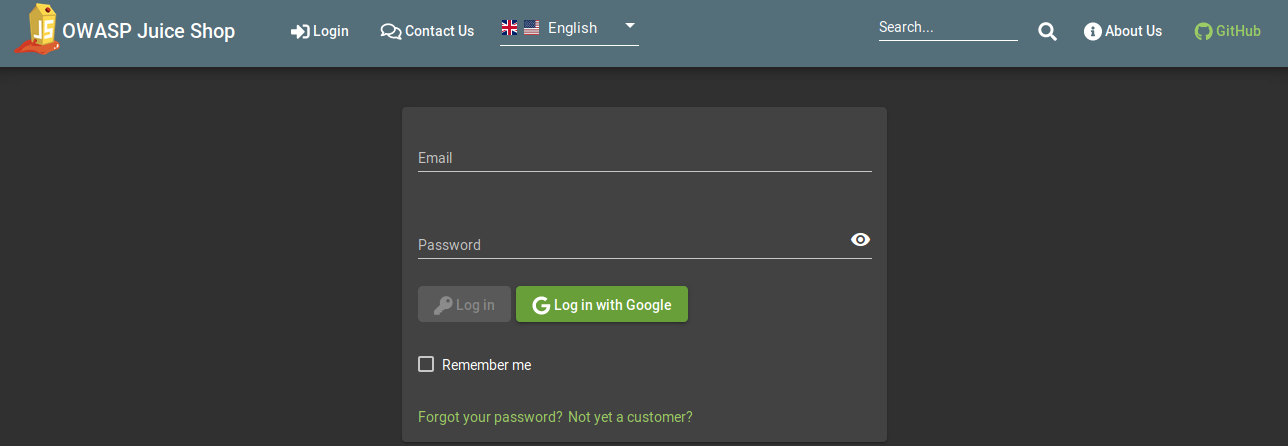 OWASP Juice Shop Login Contact Us English Search... About Us GitHub
Email
Password
Log in Log in with Google
Remember me
Forgot your password? Not yet a customer?